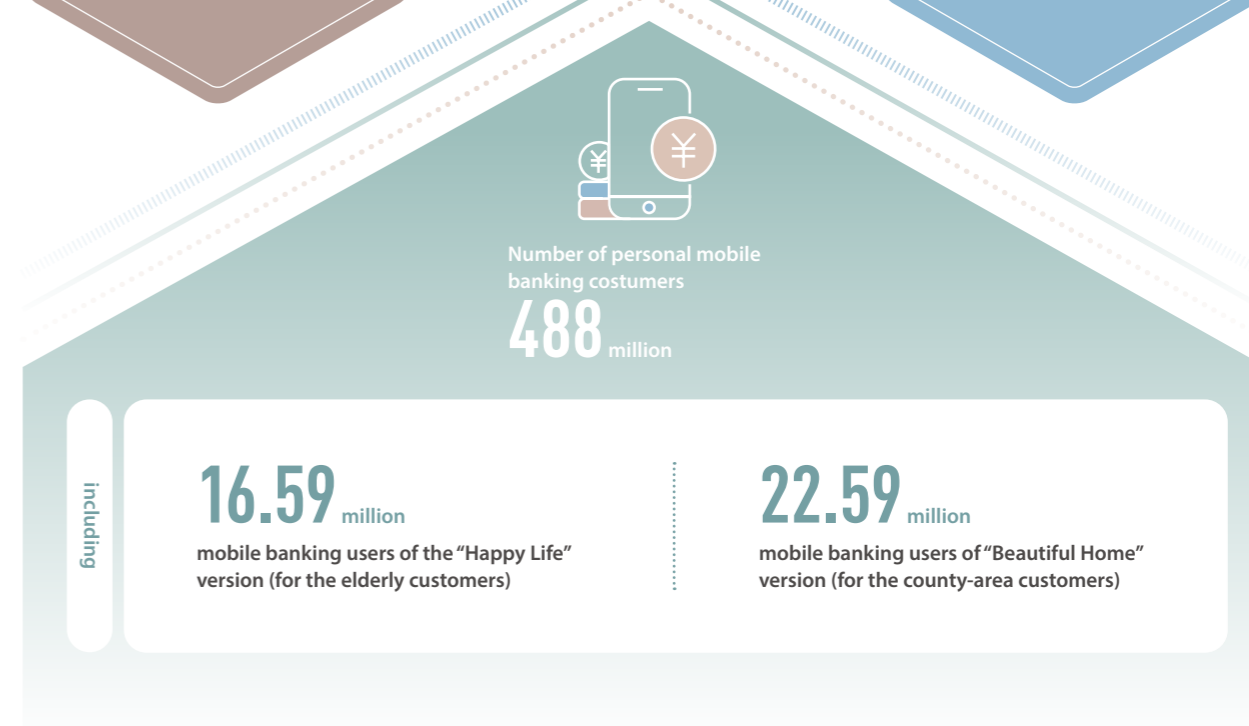 ¥
¥
Number of personal mobile
banking costumers
488 million
including
16.59 million
mobile banking users of the “Happy Life”
version (for the elderly customers)
22.59 million
mobile banking users of “Beautiful Home”
version (for the county-area customers)